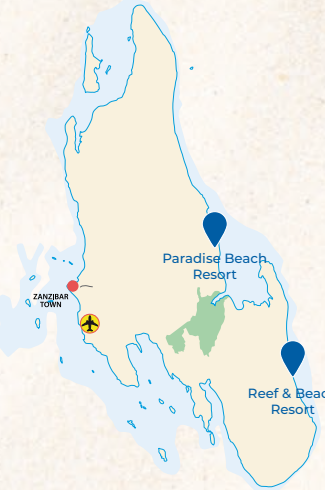 Paradise Beach
Resort
ZANZIBAR
TOWN
Reef & Beac
Resort